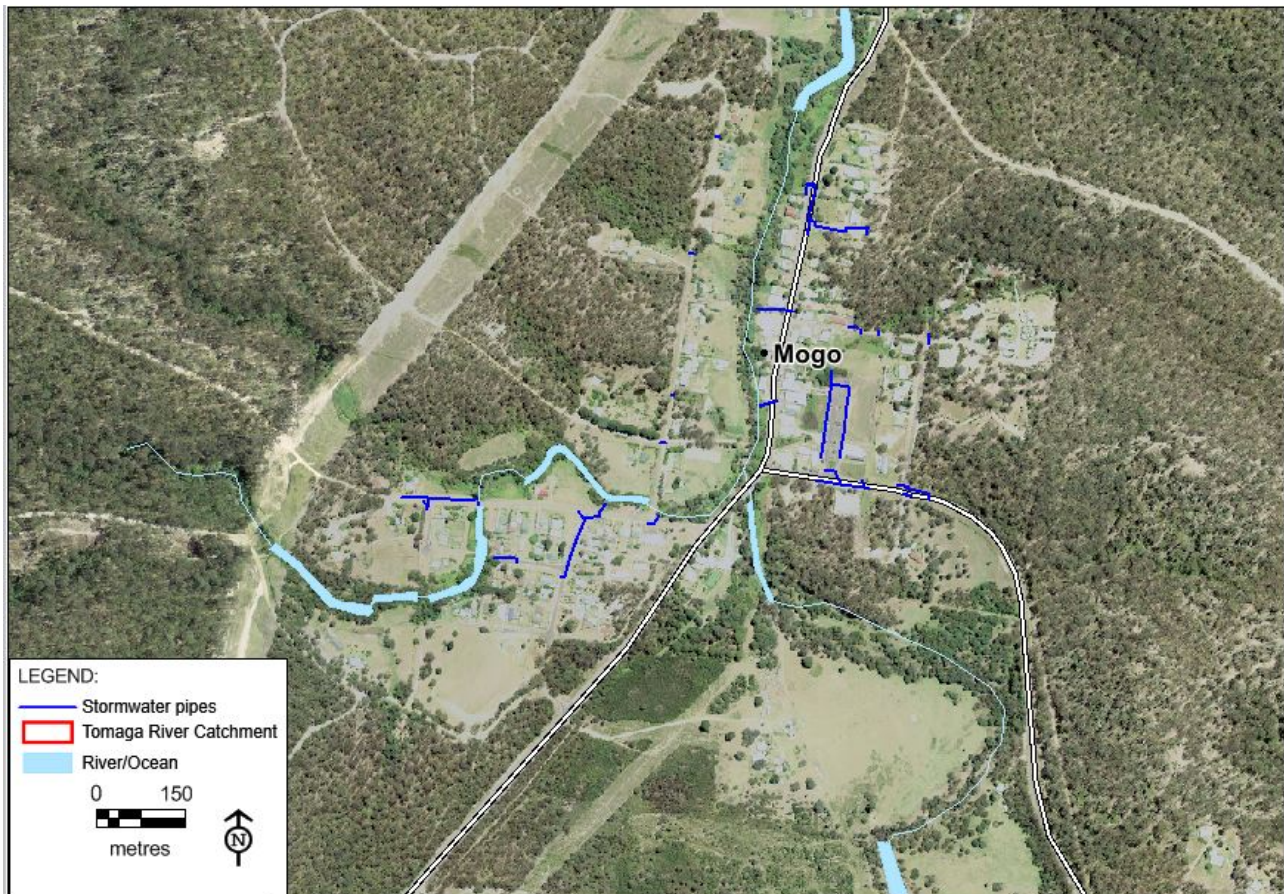 Mogo
LEGEND:
Stormwater pipes
Tomaga River Catchment
River/Ocean
0 150
metres
N